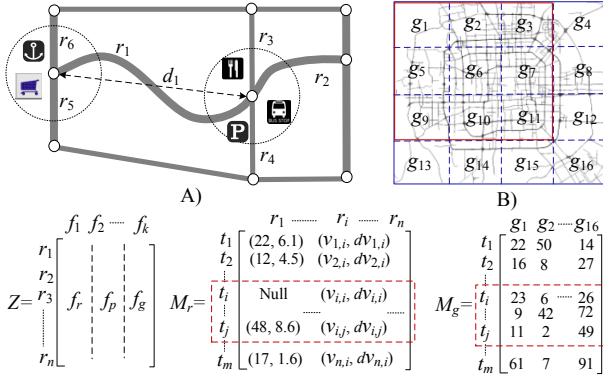 r6 r1 r3
d1 r2
r5
P BUS STOP
r4
A)
g1 g2 g3 g4
g5 g6 g7 g8
g9 g10 g11 g12
g13 g14 g15 g16
B)
f1 f2 ······ fk
r1
r2
r3
rn
Z= fr fp fg
r1 ······ ri ······ rn
t1 (22, 6.1) (v1,i, dv1,i)
t2 (12, 4.5) (v2,i, dv2,i)
ti Null (vi,i, dvi,i)
Mr= ······ ······
tj (48, 8.6) (vi,j, dvi,j)
tm (17, 1.6) (vn,i, dvn,i)
g1 g2 ······ g16
t1 22 50 14
t2 16 8 27
ti 23 6 ······ 26
Mg= 9 42 72
tj 11 2 49
tm 61 7 91